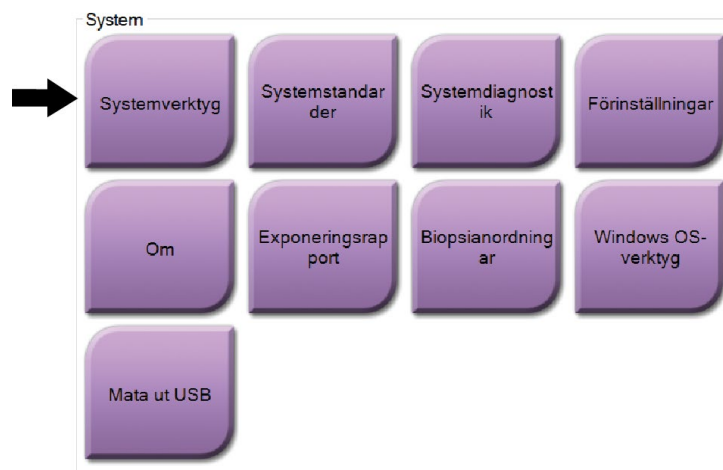 System
Systemverktyg
Systemstandar
der
Systemdiagnost
ik
Förinställningar
Om
Exponeringsrap
port
Biopsianordning
ar
Windows OS-
verktyg
Mata ut USB